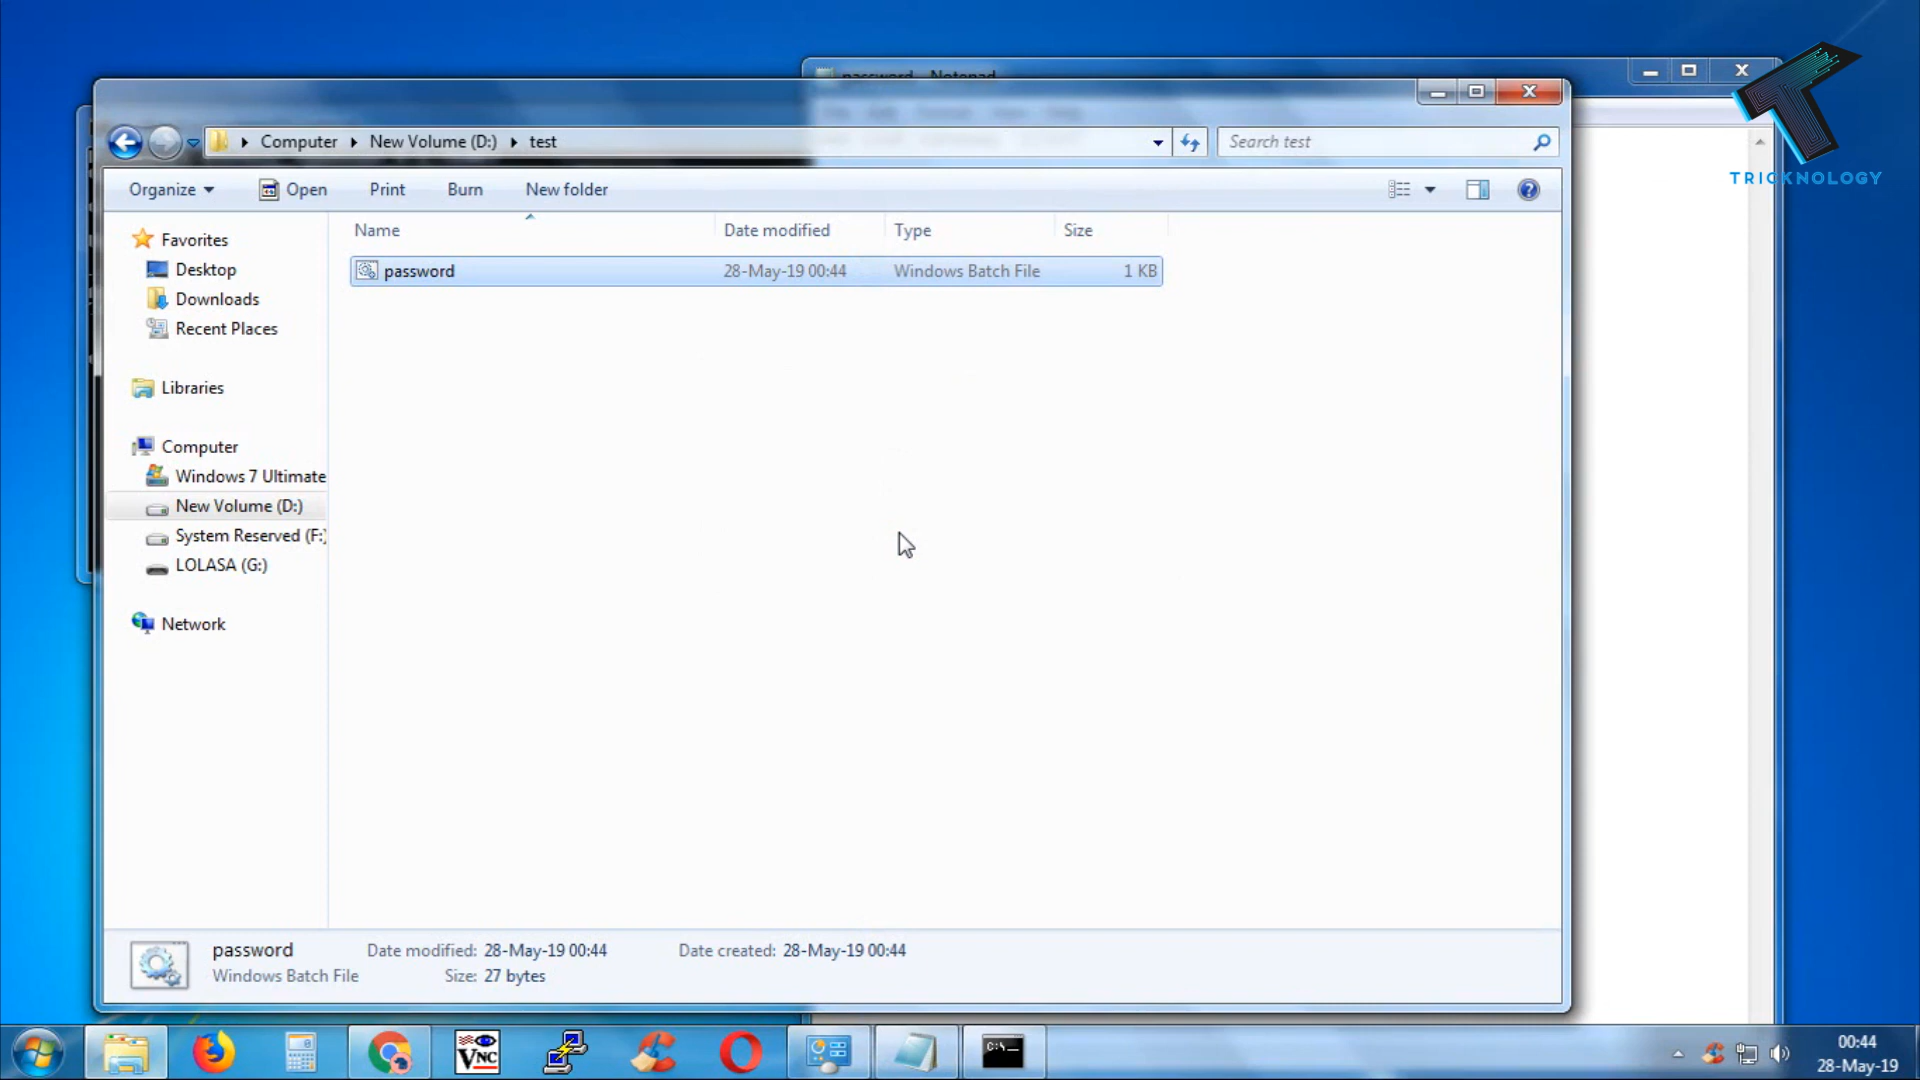 password - Notepad
TRICKNOLOGY
Computer New Volume (D:) test
Search test
Organize Open Print Burn New folder
Name Date modified Type Size
password 28-May-19 00:44 Windows Batch File 1 KB
Favorites
Desktop
Downloads
Recent Places
Libraries
Computer
Windows 7 Ultimate
New Volume (D:)
System Reserved (F:)
LOLASA (G:)
Network
password Date modified: 28-May-19 00:44 Date created: 28-May-19 00:44
Windows Batch File Size: 27 bytes
VNC
C:\_
00:44
28-May-19